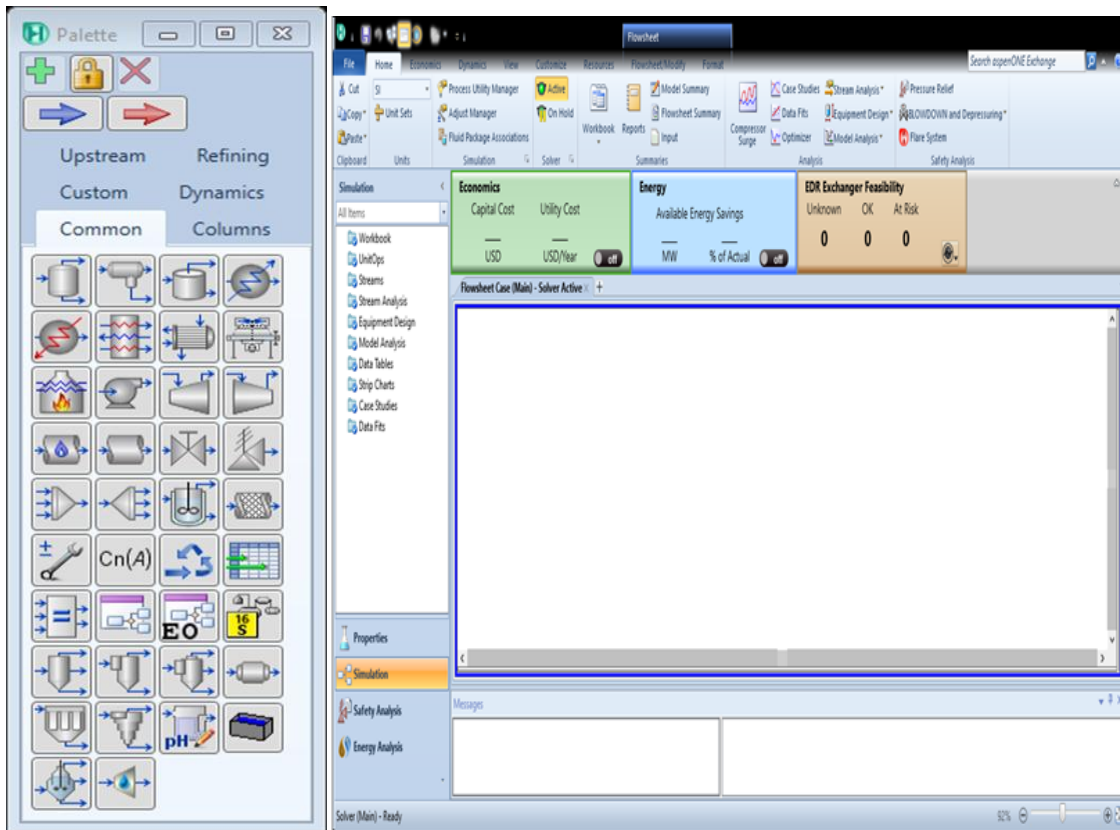 Palette
Upstream Refining
Custom Dynamics
Common Columns
Cn(A)
EO
16
S
pH
Flowsheet
File Home Economics Dynamics View Customize Resources Flowsheet/Modify Format
Search aspenONE Exchange
Cut
Copy
Paste
Clipboard
SI
Unit Sets
Units
Process Utility Manager
Adjust Manager
Fluid Package Associations
Simulation
Active
On Hold
Solver
Workbook
Reports
Model Summary
Flowsheet Summary
Input
Summaries
Compressor
Surge
Case Studies
Data Fits
Optimizer
Stream Analysis
Equipment Design
Model Analysis
Analysis
Pressure Relief
BLOWDOWN and Depressuring
Flare System
Safety Analysis
Simulation
All Items
Workbook
UnitOps
Streams
Stream Analysis
Equipment Design
Model Analysis
Data Tables
Strip Charts
Case Studies
Data Fits
Properties
Simulation
Safety Analysis
Energy Analysis
Economics
Capital Cost Utility Cost
USD USD/Year off
Energy
Available Energy Savings
MW % of Actual off
EDR Exchanger Feasibility
Unknown OK At Risk
0 0 0
Flowsheet Case (Main) - Solver Active
Messages
Solver (Main) - Ready
92%